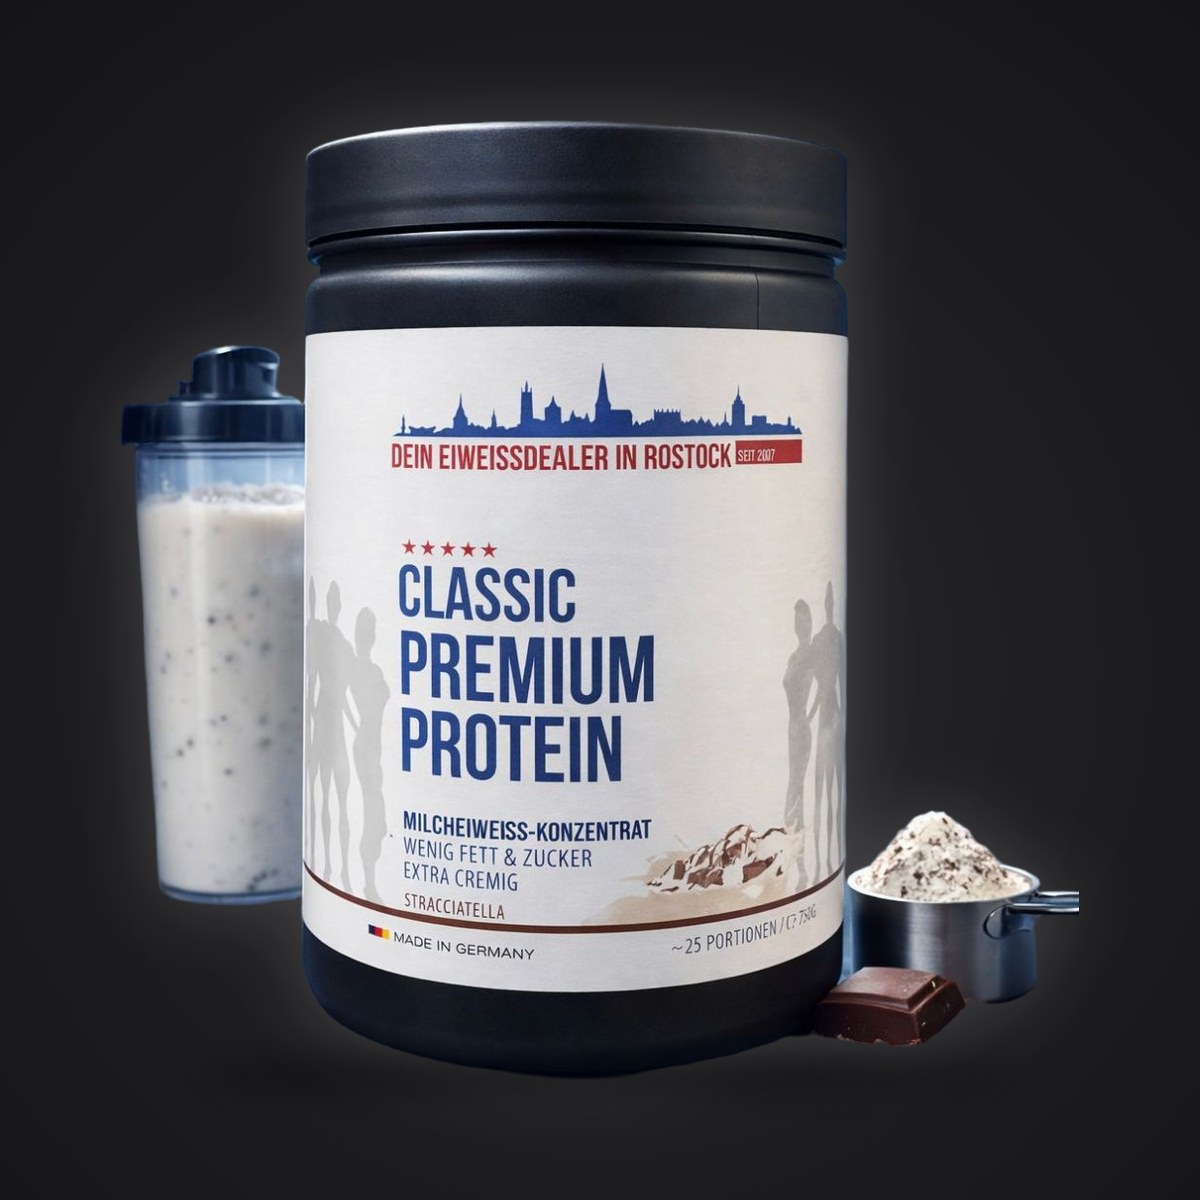 DEIN EIWEISSDEALER IN ROSTOCK SEIT 2007
CLASSIC
PREMIUM
PROTEIN
MILCHEIWEISS-KONZENTRAT
WENIG FETT & ZUCKER
EXTRA CREMIG
STRACCIATELLA
MADE IN GERMANY
~25 PORTIONEN /